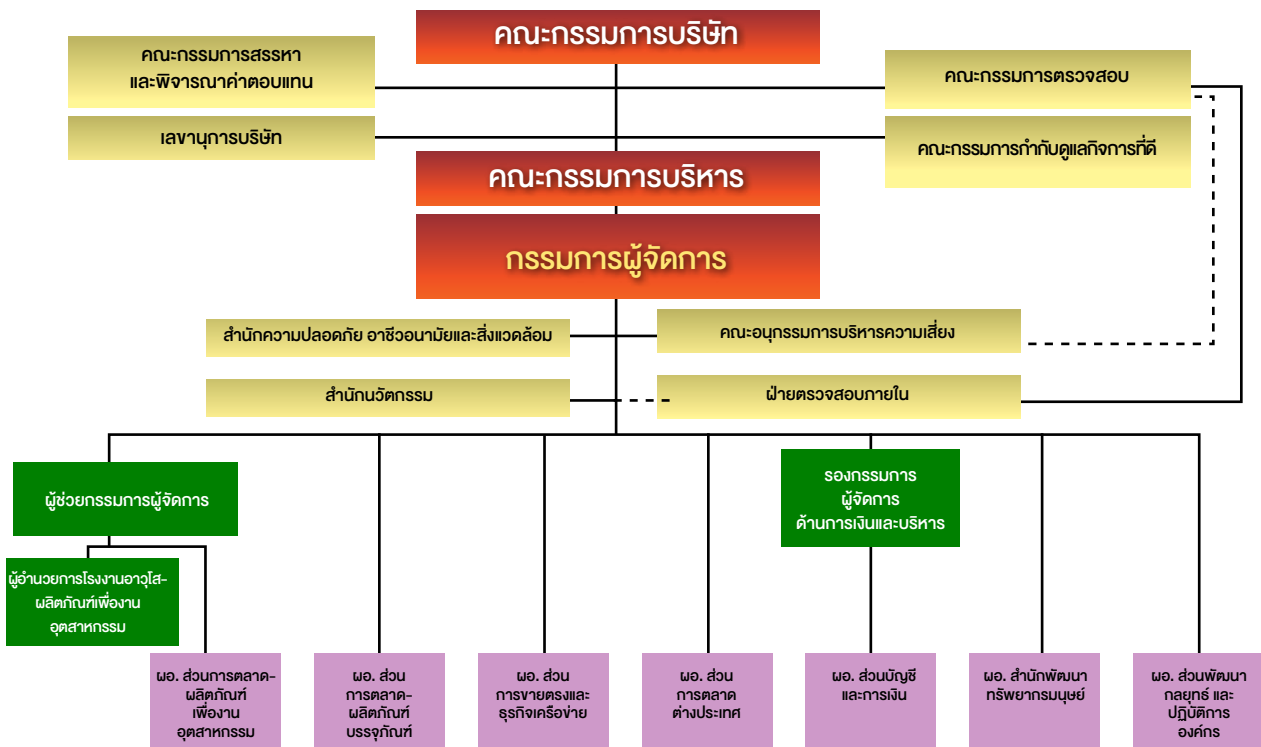 คณะกรรมการบริษัท
คณะกรรมการสรรหา
และพิจารณาค่าตอบแทน
คณะกรรมการตรวจสอบ
เลขานุการบริษัท
คณะกรรมการกำกับดูแลกิจการที่ดี
คณะกรรมการบริหาร
กรรมการผู้จัดการ
สำนักความปลอดภัย อาชีวอนามัยและสิ่งแวดล้อม
คณะอนุกรรมการบริหารความเสี่ยง
สำนักนวัตกรรม
ฝ่ายตรวจสอบภายใน
ผู้ช่วยกรรมการผู้จัดการ
รองกรรมการ
ผู้จัดการ
ด้านการเงินและบริหาร
ผู้อำนวยการโรงงานอาวุโส-
ผลิตภัณฑ์เพื่องาน
อุตสาหกรรม
ผอ. ส่วนการตลาด-
ผลิตภัณฑ์
เพื่องาน
อุตสาหกรรม
ผอ. ส่วน
การตลาด-
ผลิตภัณฑ์
บรรจุภัณฑ์
ผอ. ส่วน
การขายตรงและ
ธุรกิจเครือข่าย
ผอ. ส่วน
การตลาด
ต่างประเทศ
ผอ. ส่วนบัญชี
และการเงิน
ผอ. สำนักพัฒนา
ทรัพยากรมนุษย์
ผอ. ส่วนพัฒนา
กลยุทธ์ และ
ปฏิบัติการ
องค์กร